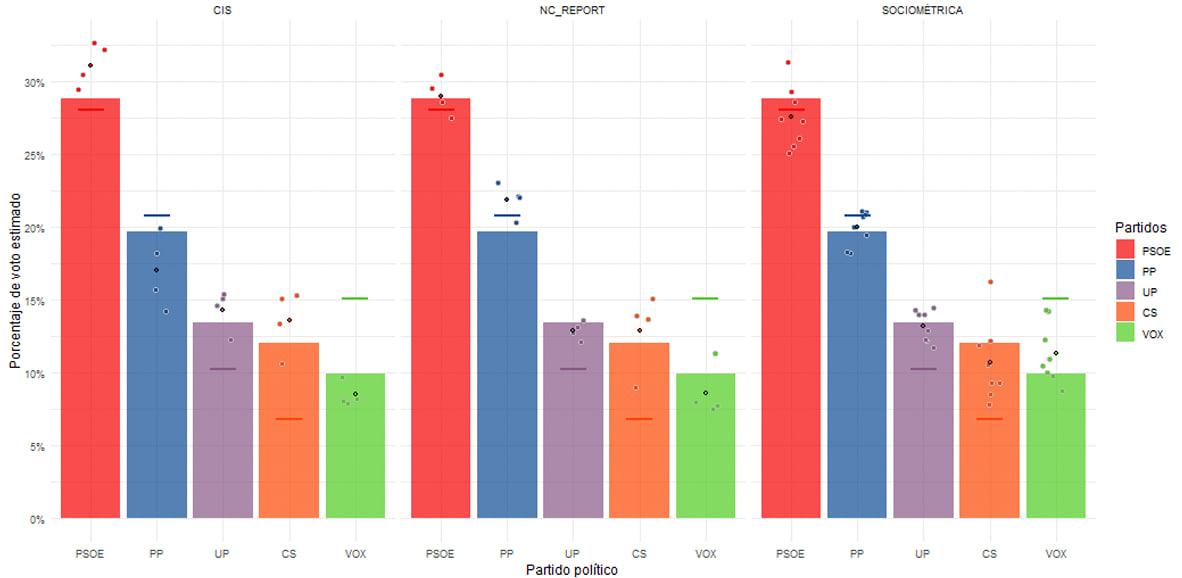 CIS NC_REPORT SOCIOMÉTRICA
Porcentaje de voto estimado
30%
25%
20%
15%
10%
5%
0%
PSOE PP UP CS VOX PSOE PP UP CS VOX PSOE PP UP CS VOX
Partido político
Partidos
PSOE
PP
UP
CS
VOX